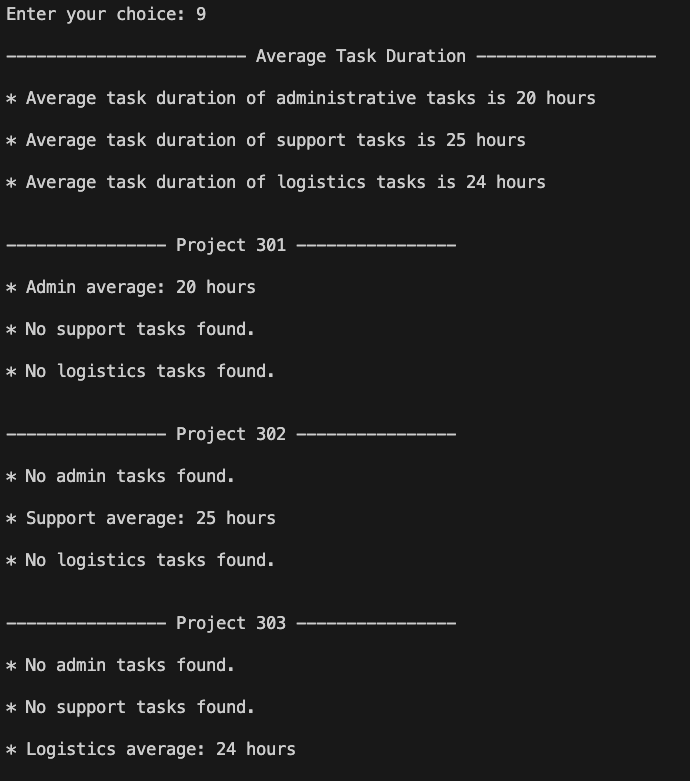 Enter your choice: 9
------------------------ Average Task Duration ------------------
* Average task duration of administrative tasks is 20 hours
* Average task duration of support tasks is 25 hours
* Average task duration of logistics tasks is 24 hours
---------------- Project 301 ----------------
* Admin average: 20 hours
* No support tasks found.
* No logistics tasks found.
---------------- Project 302 ----------------
* No admin tasks found.
* Support average: 25 hours
* No logistics tasks found.
---------------- Project 303 ----------------
* No admin tasks found.
* No support tasks found.
* Logistics average: 24 hours